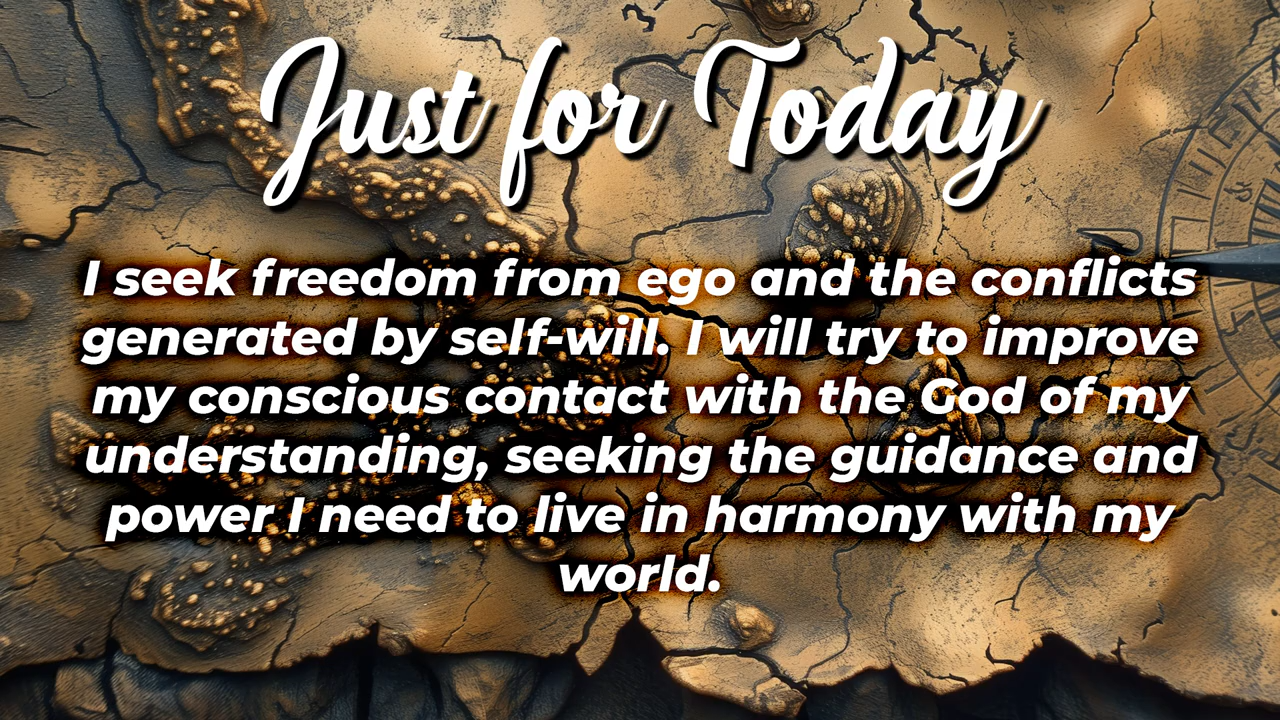 Just for Today
I seek freedom from ego and the conflicts
generated by self-will. I will try to improve
my conscious contact with the God of my
understanding, seeking the guidance and
power I need to live in harmony with my
world.